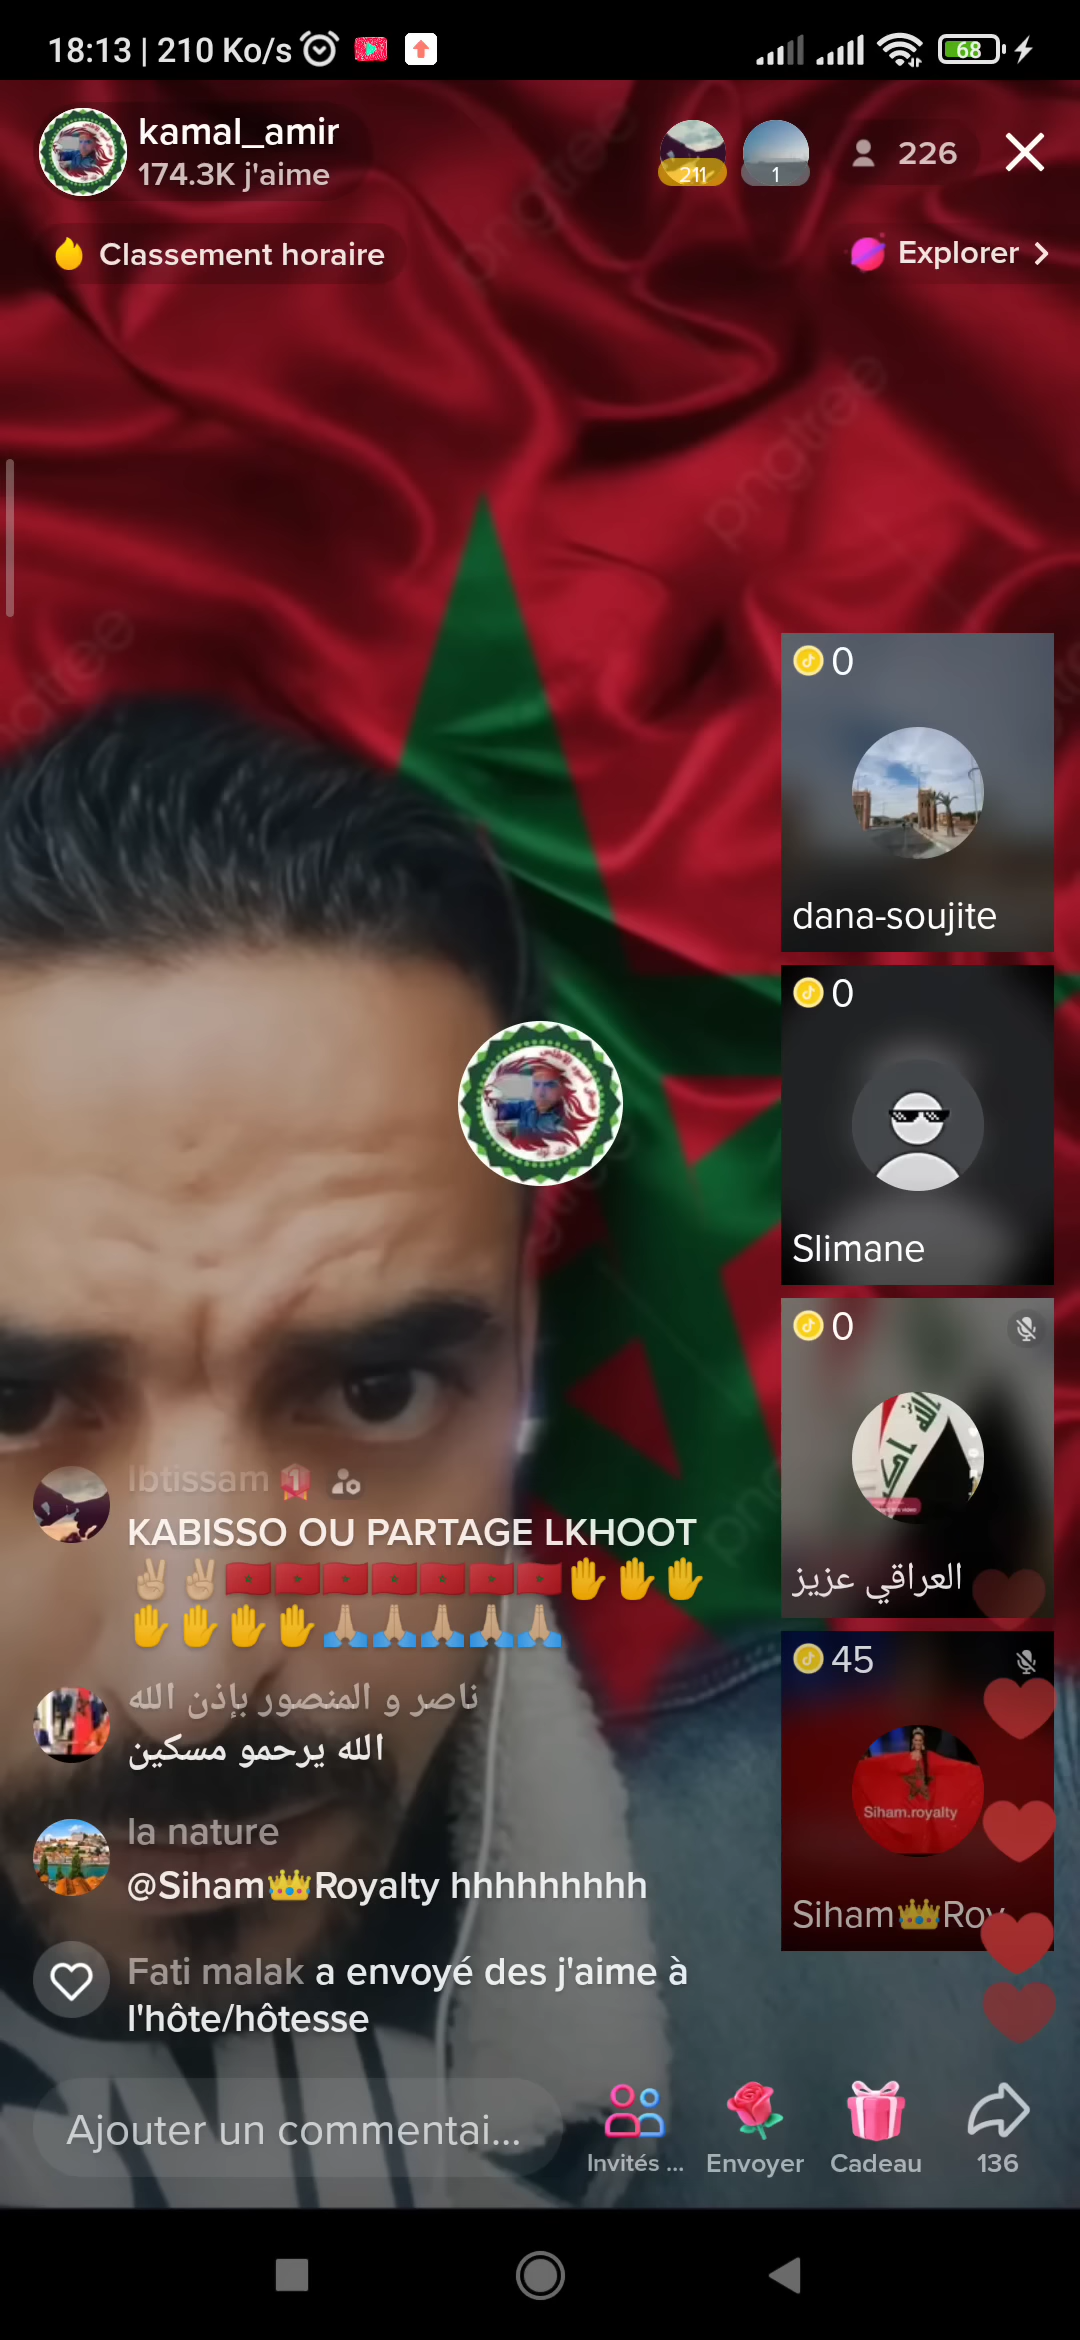 18:13 | 210 Ko/s
68
kamal_amir
174.3K j'aime
211
1
226
Classement horaire
Explorer
pngtree
pngtree
0
dana-soujite
0
Slimane
0
العراقي عزيز
45
Siham.royalty
Siham👑Roy
Ibtissam 1
KABISSO OU PARTAGE LKHOOT
✌🏼✌🏼🇲🇦🇲🇦🇲🇦🇲🇦🇲🇦🇲🇦🇲🇦✋✋✋
✋✋✋✋🙏🏼🙏🏼🙏🏼🙏🏼🙏🏼
ناصر و المنصور بإذن الله
الله يرحمو مسكين
la nature
@Siham👑Royalty hhhhhhhhh
Fati malak a envoyé des j'aime à
l'hôte/hôtesse
Ajouter un commentai...
Invités ...
Envoyer
Cadeau
136